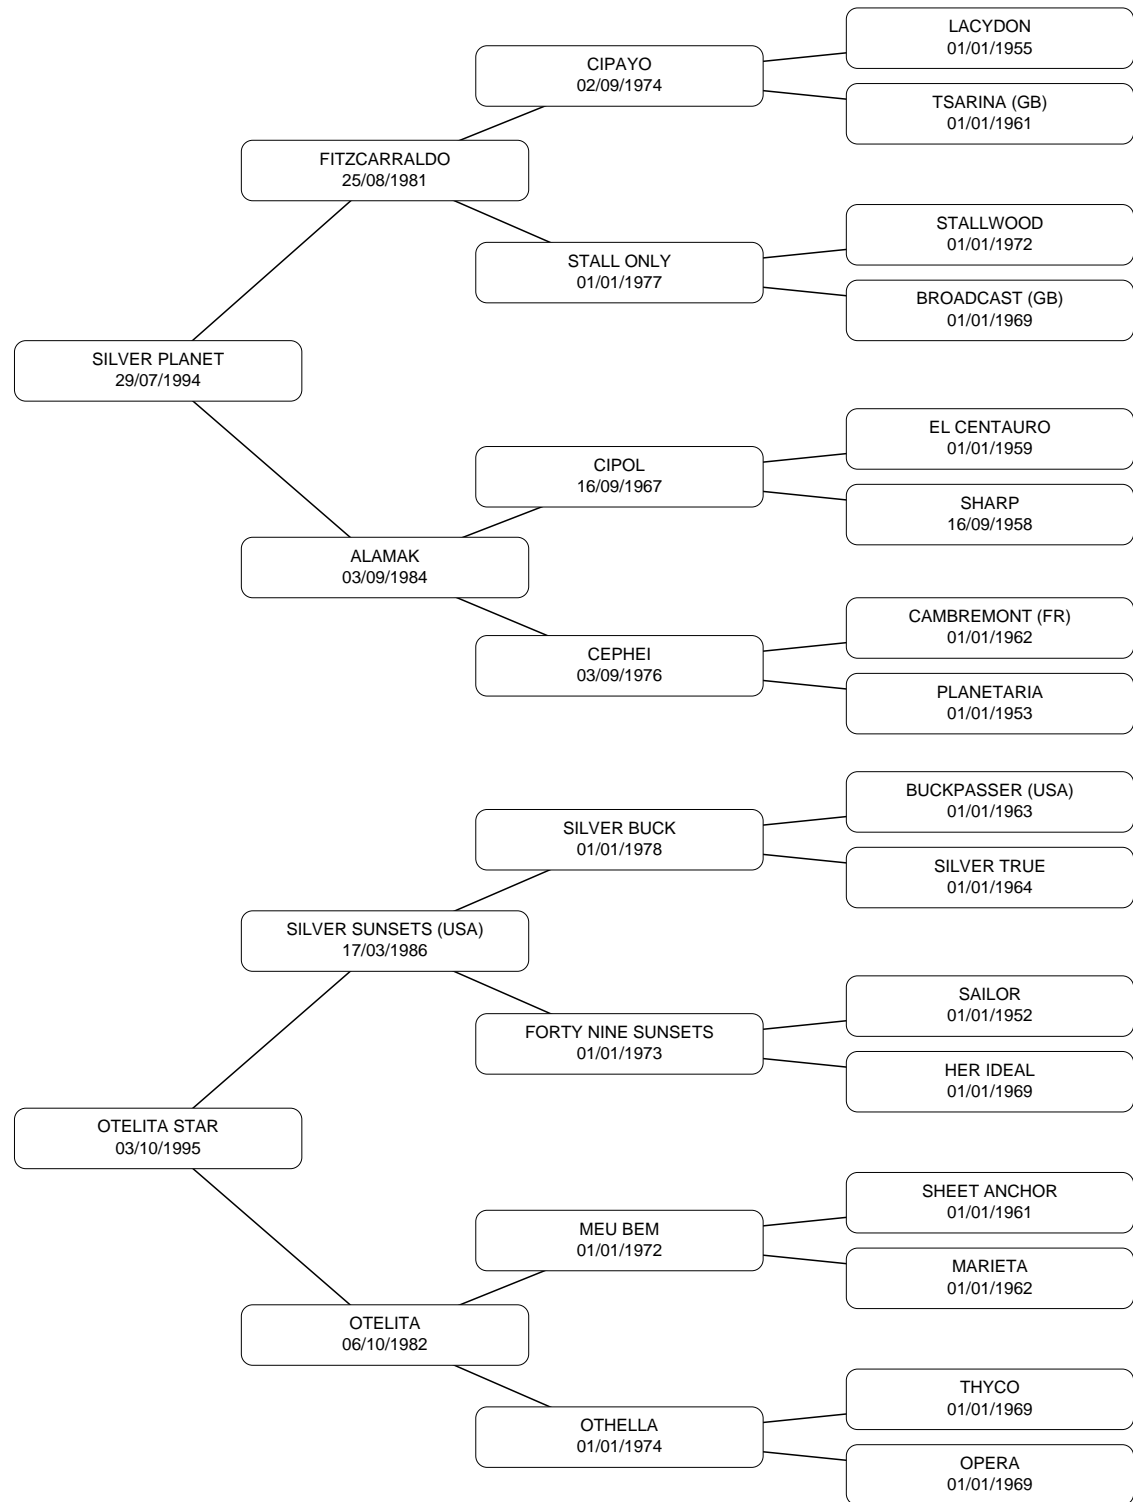 LACYDON
01/01/1955
CIPAYO
02/09/1974
TSARINA (GB)
01/01/1961
FITZCARRALDO
25/08/1981
STALLWOOD
01/01/1972
STALL ONLY
01/01/1977
BROADCAST (GB)
01/01/1969
SILVER PLANET
29/07/1994
EL CENTAURO
01/01/1959
CIPOL
16/09/1967
SHARP
16/09/1958
ALAMAK
03/09/1984
CAMBREMONT (FR)
01/01/1962
CEPHEI
03/09/1976
PLANETARIA
01/01/1953
BUCKPASSER (USA)
01/01/1963
SILVER BUCK
01/01/1978
SILVER TRUE
01/01/1964
SILVER SUNSETS (USA)
17/03/1986
SAILOR
01/01/1952
FORTY NINE SUNSETS
01/01/1973
HER IDEAL
01/01/1969
OTELITA STAR
03/10/1995
SHEET ANCHOR
01/01/1961
MEU BEM
01/01/1972
MARIETA
01/01/1962
OTELITA
06/10/1982
THYCO
01/01/1969
OTHELLA
01/01/1974
OPERA
01/01/1969